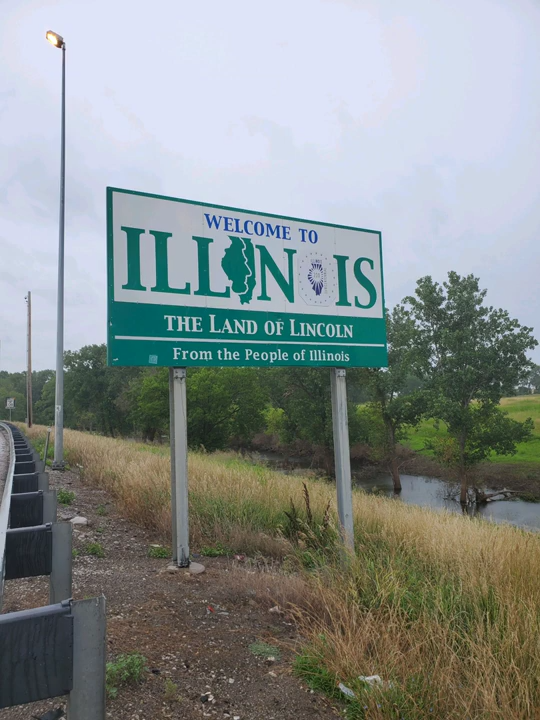 WELCOME TO
ILLINOIS
THE LAND OF LINCOLN
From the People of Illinois